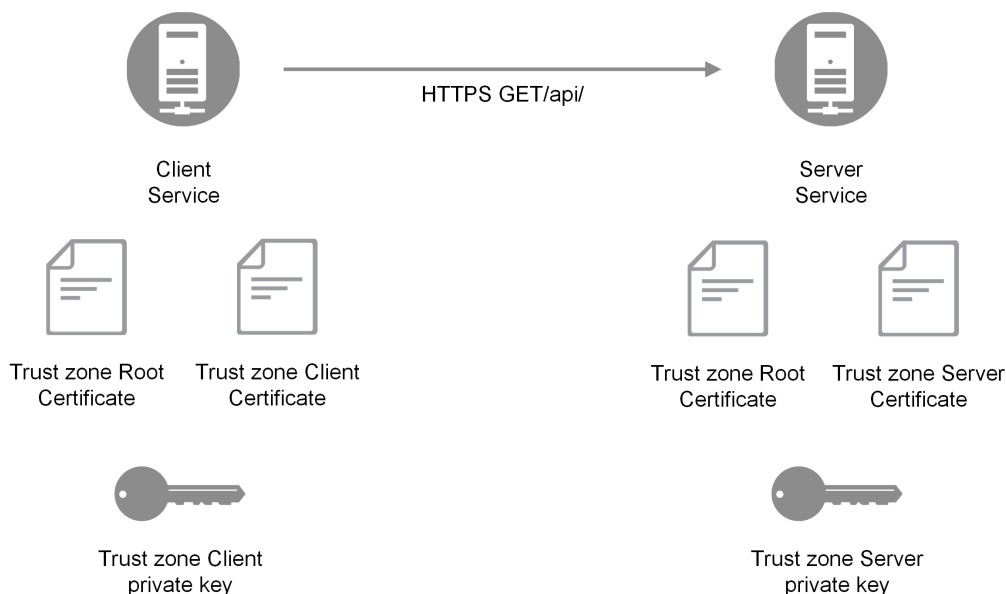 HTTPS GET/api/
Client
Service
Server
Service
Trust zone Root
Certificate
Trust zone Client
Certificate
Trust zone Root
Certificate
Trust zone Server
Certificate
Trust zone Client
private key
Trust zone Server
private key